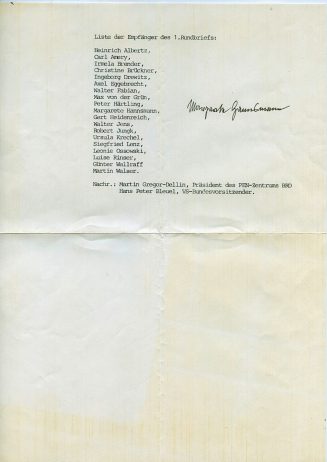 Liste der Empfänger des 1.Rundbriefs:
Heinrich Albertz,
Carl Amery,
Irmela Brender,
Christine Brückner,
Ingeborg Drewitz,
Axel Eggebrecht,
Walter Fabian,
Max von der Grün,
Peter Härtling,
Margarete Hannsmann,
Gert Heidenreich,
Walter Jens,
Robert Jungk,
Ursula Krechel,
Siegfried Lenz,
Leonie Ossowski,
Luise Rinser,
Günter Wallraff
Martin Walser.
Margarete Hannsmann
Nachr.: Martin Gregor-Dellin, Präsident des PEN-Zentrums BRD
Hans Peter Bleuel, VS-Bundesvorsitzender.